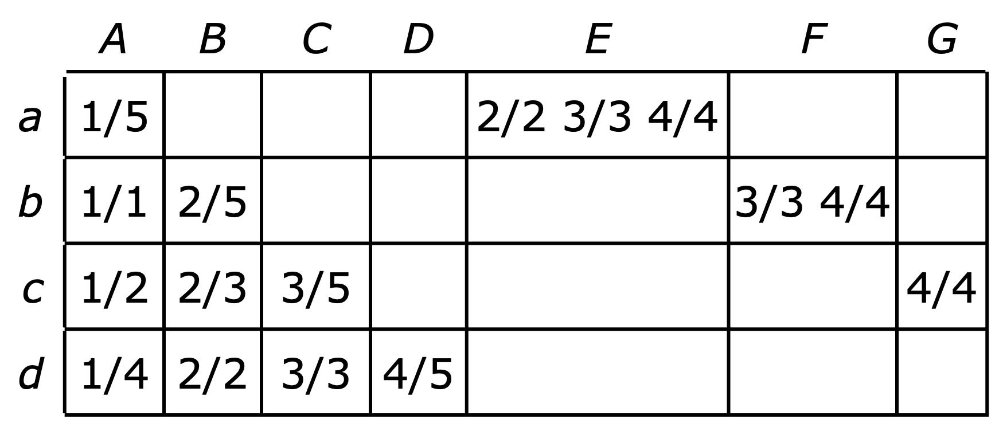 A B C D E F G
a 1/5 2/2 3/3 4/4
b 1/1 2/5 3/3 4/4
c 1/2 2/3 3/5 4/4
d 1/4 2/2 3/3 4/5